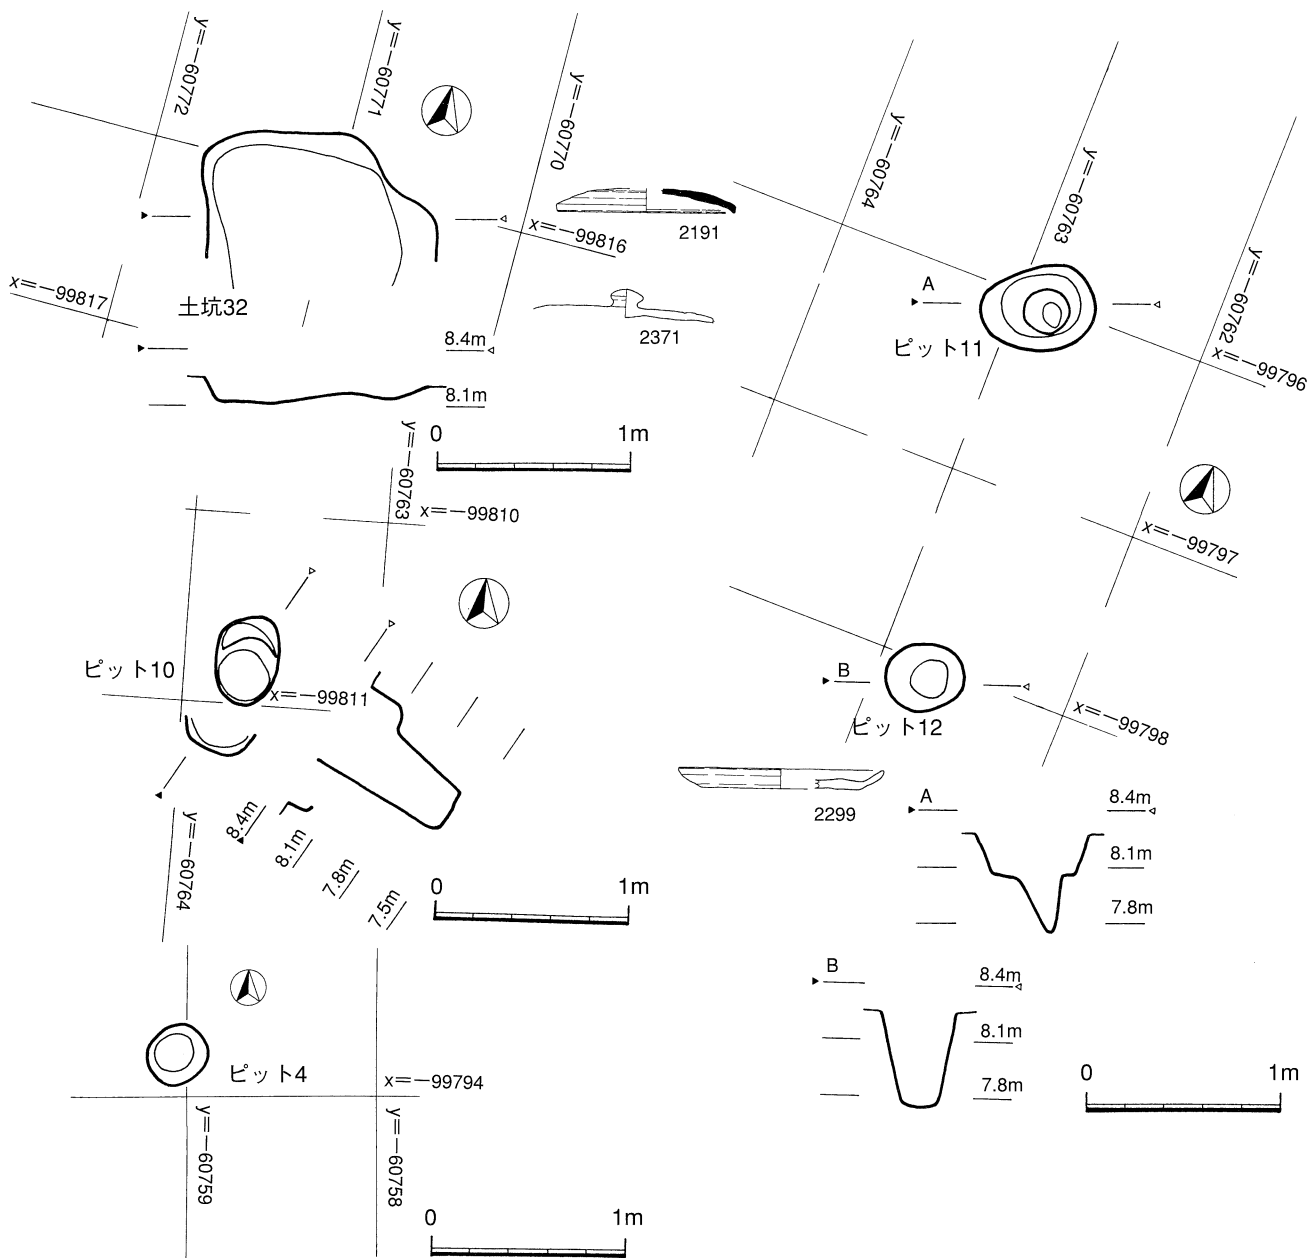 y=−60772
y=−60771
y=−60770
x=−99816
x=−99817
土坑32
8.4m
8.1m
2191
2371
0 1m
y=−60764
y=−60763
y=−60762
A
ピット11
x=−99796
x=−99797
B
ピット12
x=−99798
2299
A
8.4m
8.1m
7.8m
B
8.4m
8.1m
7.8m
0 1m
y=−60763
x=−99810
ピット10
x=−99811
8.4m
8.1m
7.8m
7.5m
y=−60764
0 1m
ピット4
x=−99794
y=−60759
y=−60758
0 1m